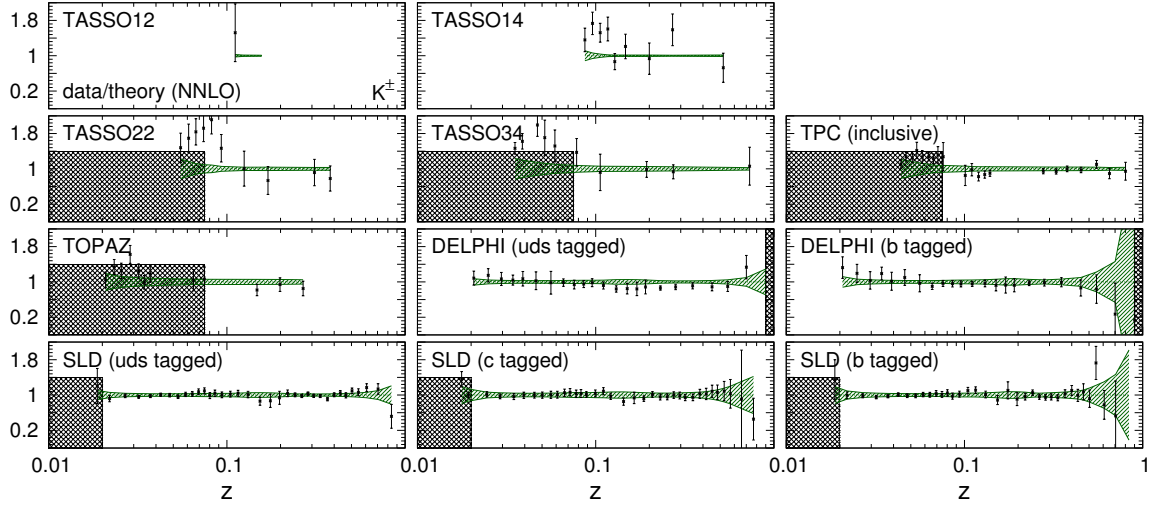 TASSO12
TASSO14
1.8
1
0.2
data/theory (NNLO)
K±
TASSO22
TASSO34
TPC (inclusive)
1.8
1
0.2
TOPAZ
DELPHI (uds tagged)
DELPHI (b tagged)
1.8
1
0.2
SLD (uds tagged)
SLD (c tagged)
SLD (b tagged)
1.8
1
0.2
0.01
0.1
0.01
0.1
0.01
0.1
1
z
z
z